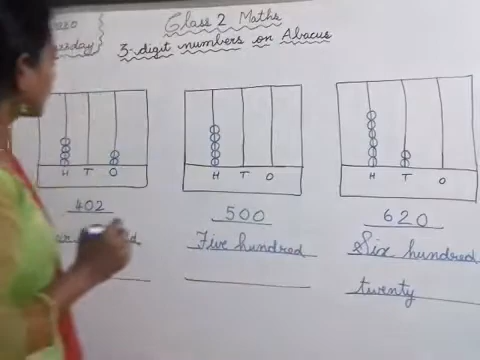 Class 2 Maths
3-digit numbers on Abacus
H T O
H T O
H T O
402
500
620
Five hundred
Six hundred
twenty